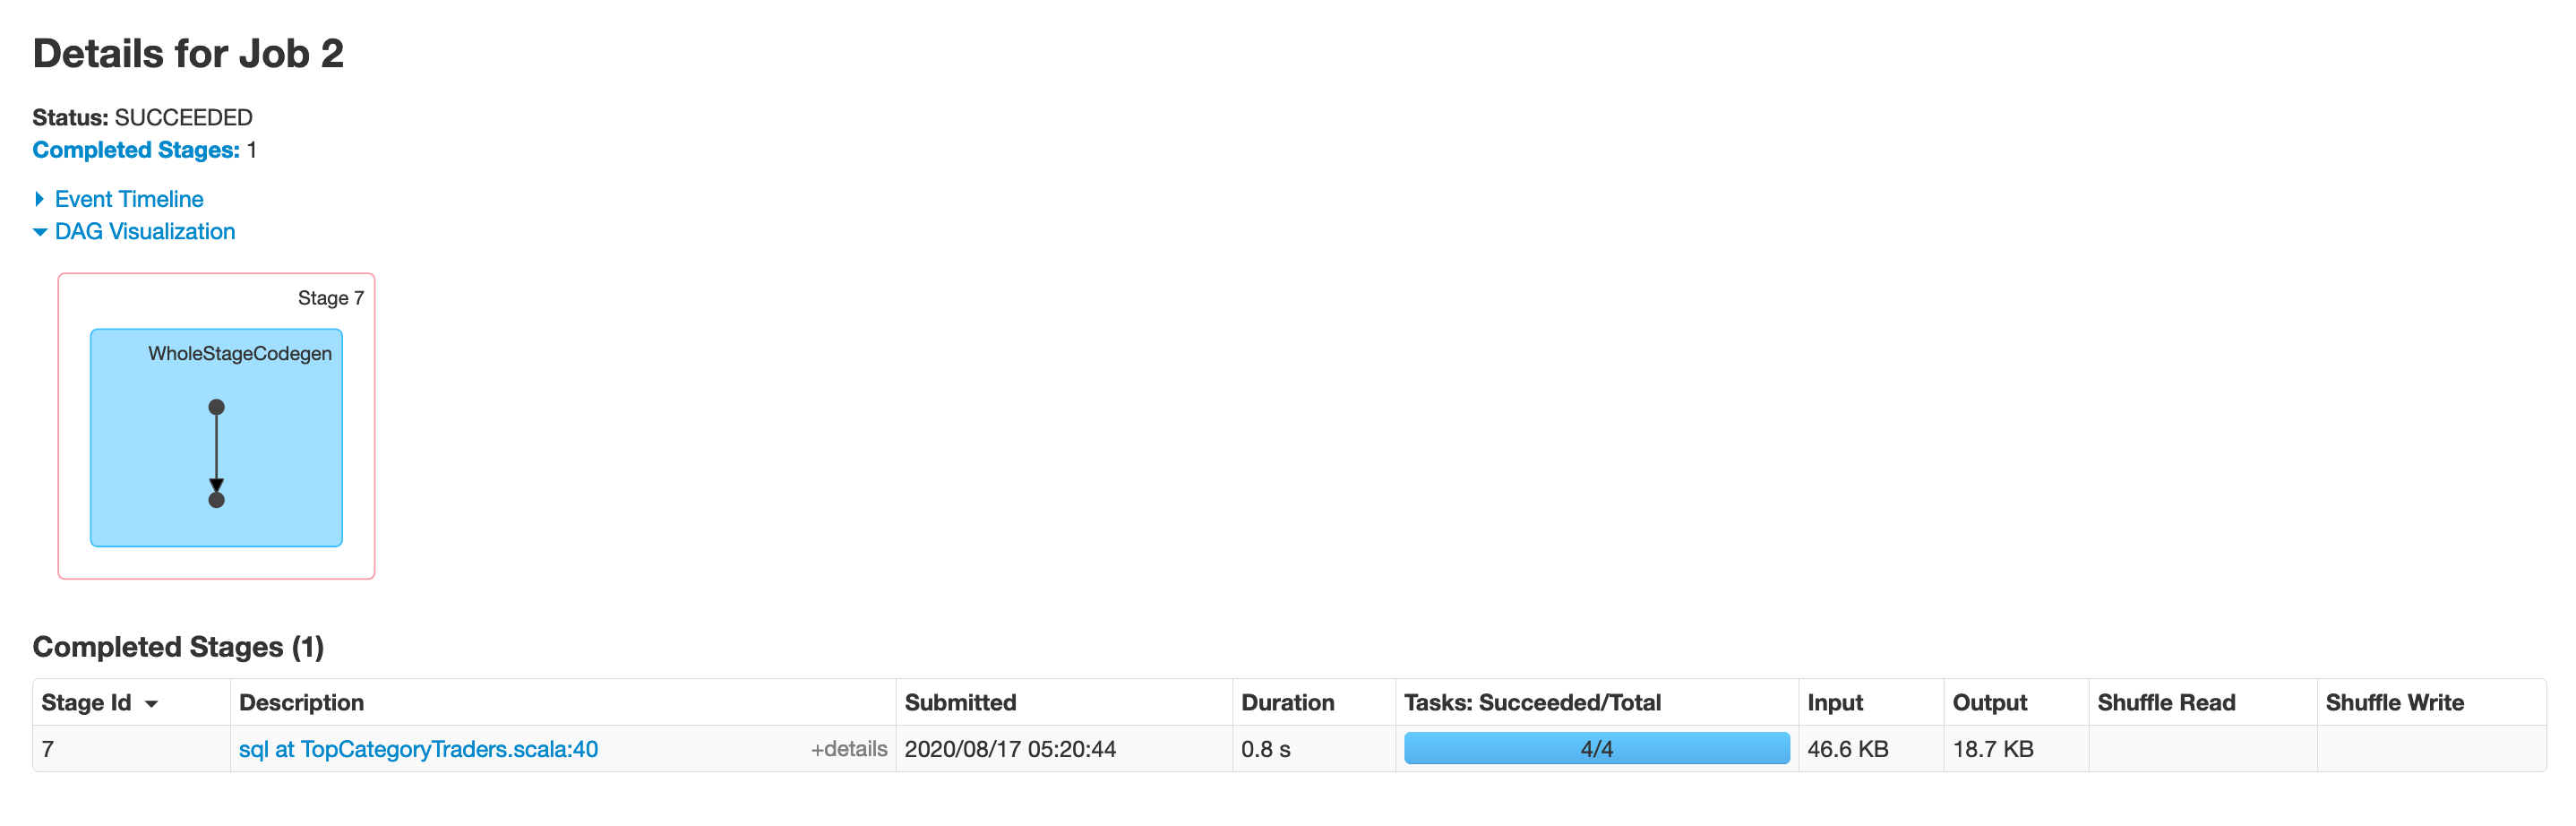 Details for Job 2
Status: SUCCEEDED
Completed Stages: 1
Event Timeline
DAG Visualization
Stage 7
WholeStageCodegen
Completed Stages (1)
Stage Id Description Submitted Duration Tasks: Succeeded/Total Input Output Shuffle Read Shuffle Write
7 sql at TopCategoryTraders.scala:40 +details 2020/08/17 05:20:44 0.8 s 4/4 46.6 KB 18.7 KB